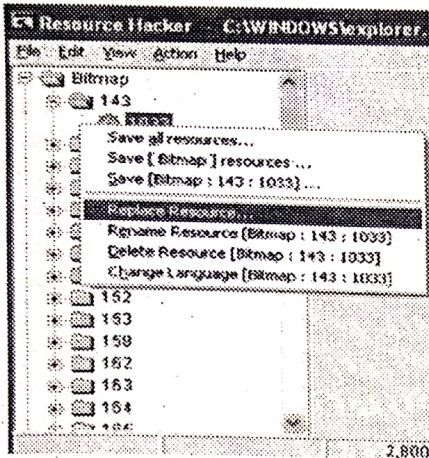 Resource Hacker C:\WINDOWS\explorer.
File Edit View Action Help
Bitmap
143
1033
Save all resources...
Save [ Bitmap ] resources ...
Save [Bitmap : 143 : 1033] ...
Replace Resource...
Rename Resource [Bitmap : 143 : 1033]
Delete Resource [Bitmap : 143 : 1033]
Change Language [Bitmap : 143 : 1033]
152
153
159
162
163
164
2,800